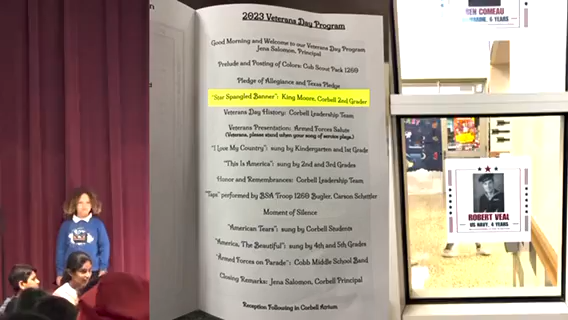 2023 Veterans Day Program
Good Morning and Welcome to our Veterans Day Program
Jena Salomon, Principal
Prelude and Posting of Colors: Cub Scout Pack 1260
Pledge of Allegiance and Texas Pledge
"Star Spangled Banner": King Moore, Corbell 2nd Grader
Veterans Day History: Corbell Leadership Team
Veterans Presentation: Armed Forces Salute
(Veterans, please stand when your song of service plays.)
"I Love My Country": sung by Kindergarten and 1st Grade
"This Is America": sung by 2nd and 3rd Grades
Honor and Remembrances: Corbell Leadership Team
"Taps" performed by BSA Troop 1260 Bugler, Carson Schettler
Moment of Silence
"American Tears": sung by Corbell Students
"America, The Beautiful": sung by 4th and 5th Grades
"Armed Forces on Parade": Cobb Middle School Band
Closing Remarks: Jena Salomon, Corbell Principal
Reception Following in Corbell Atrium
BEN COMEAU
6 YEARS
ROBERT VEAL
US NAVY, 4 YEARS